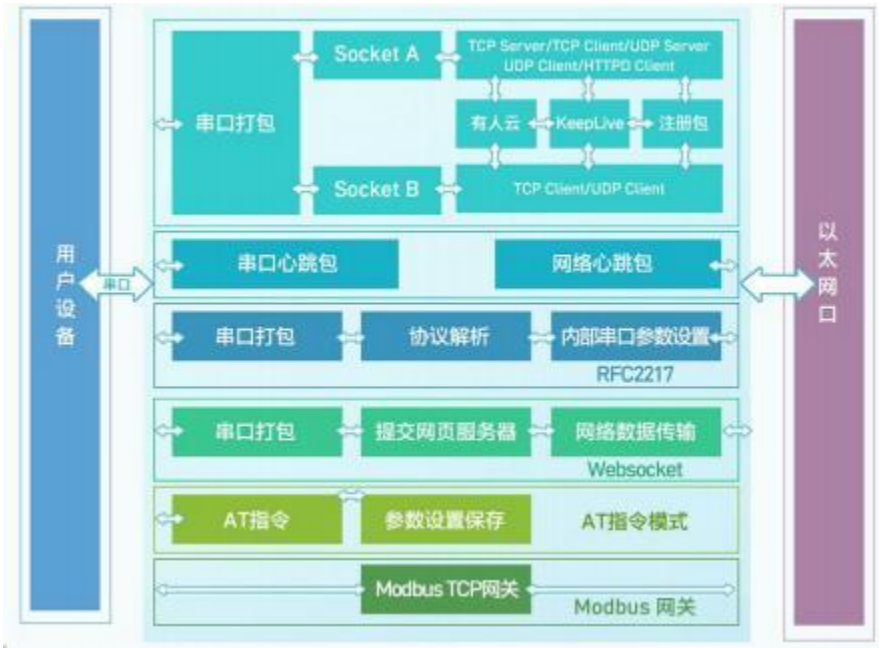 用户设备
串口
串口打包
Socket A
TCP Server/TCP Client/UDP Server
UDP Client/HTTPD Client
有人云
KeepLive
注册包
Socket B
TCP Client/UDP Client
串口心跳包
网络心跳包
串口打包
协议解析
内部串口参数设置
RFC2217
串口打包
提交网页服务器
网络数据传输
Websocket
AT指令
参数设置保存
AT指令模式
Modbus TCP网关
Modbus 网关
以太网口